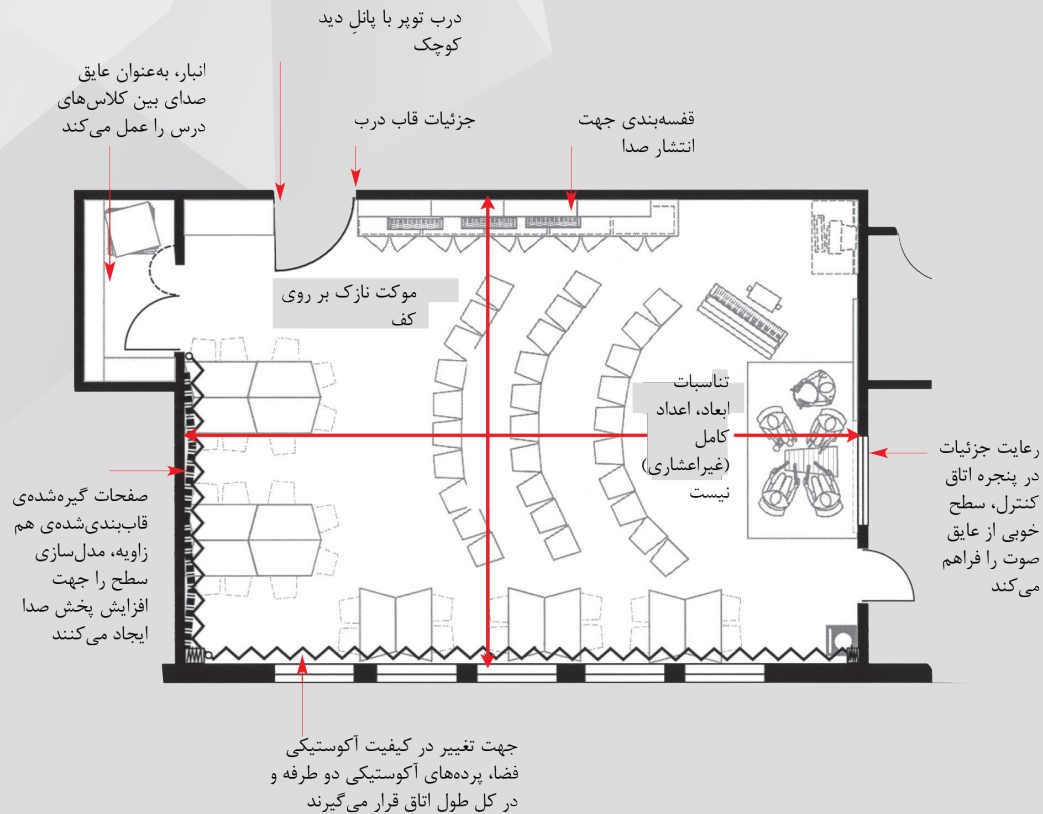 درب توپر با پانلِ دید
کوچک
انبار، به‌عنوان عایق
صدای بین کلاس‌های
درس را عمل می‌کند
جزئیات قاب درب
قفسه‌بندی جهت
انتشار صدا
موکت نازک بر روی
کف
تناسبات
ابعاد، اعداد
کامل
(غیراعشاری)
نیست
رعایت جزئیات
در پنجره اتاق
کنترل، سطح
خوبی از عایق
صوت را فراهم
می‌کند
صفحات گیره‌شده‌ی
قاب‌بندی‌شده‌ی هم
زاویه، مدل‌سازی
سطح را جهت
افزایش پخش صدا
ایجاد می‌کنند
جهت تغییر در کیفیت آکوستیکی
فضا، پرده‌های آکوستیکی دو طرفه و
در کل طول اتاق قرار می‌گیرند